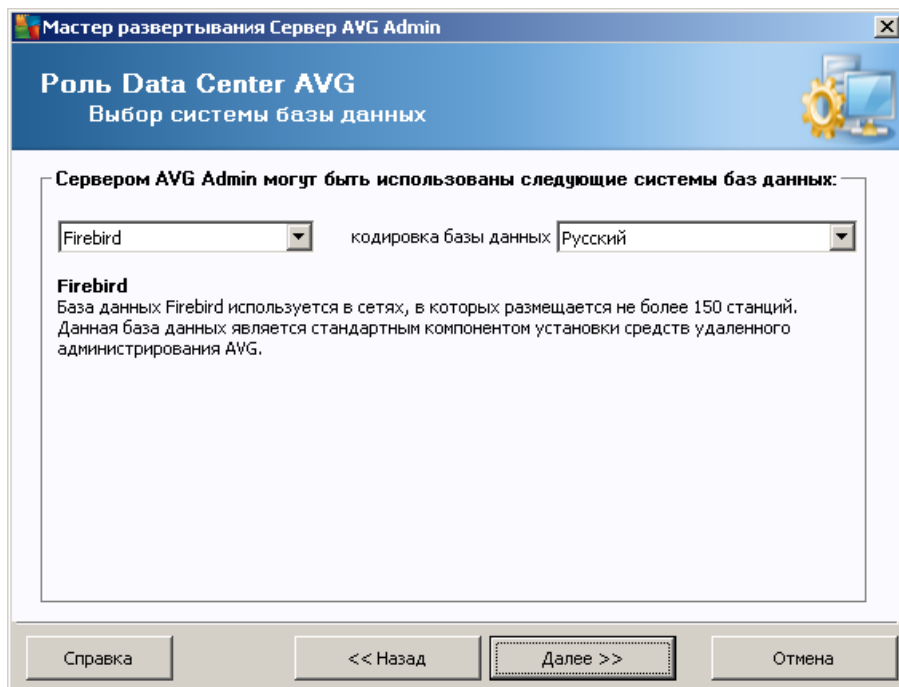 Мастер развертывания Сервер AVG Admin
Роль Data Center AVG
Выбор системы базы данных
Сервером AVG Admin могут быть использованы следующие системы баз данных:
Firebird кодировка базы данных Русский
Firebird
База данных Firebird используется в сетях, в которых размещается не более 150 станций.
Данная база данных является стандартным компонентом установки средств удаленного
администрирования AVG.
Справка << Назад Далее >> Отмена